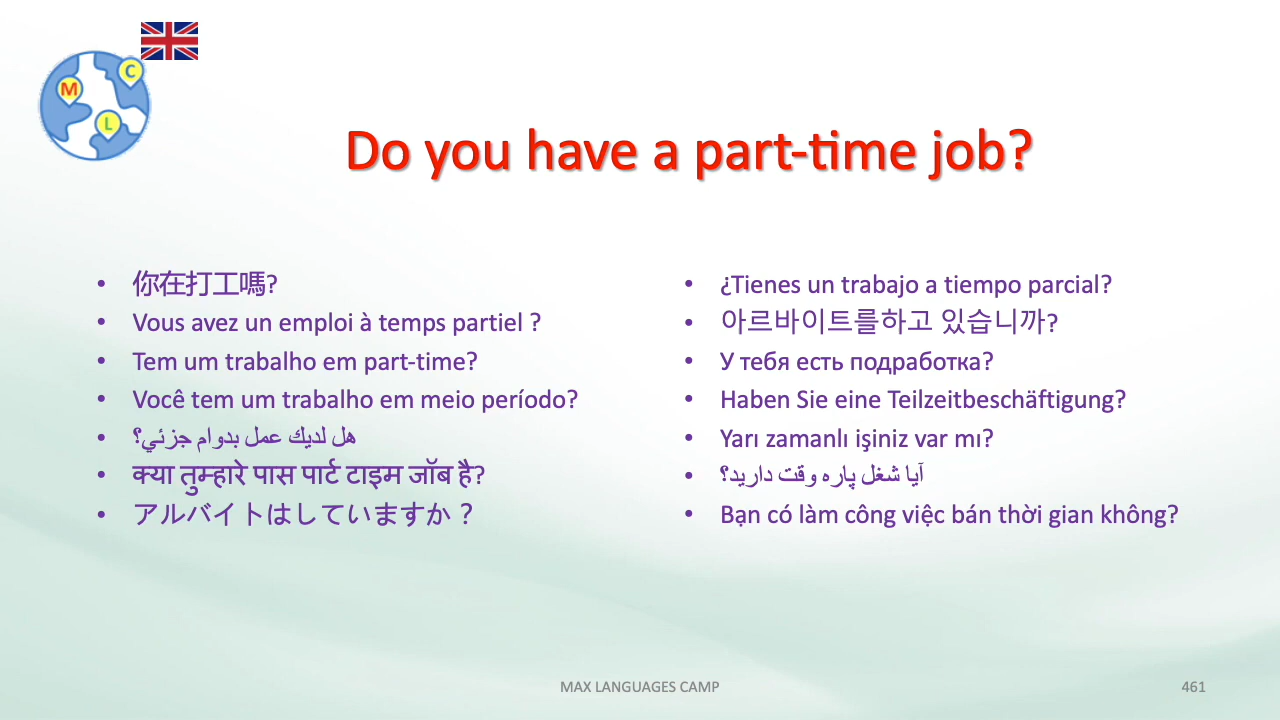 C
M
L
Do you have a part-time job?
• 你在打工嗎?
• Vous avez un emploi à temps partiel ?
• Tem um trabalho em part-time?
• Você tem um trabalho em meio período?
• هل لديك عمل بدوام جزئي؟
• क्या तुम्हारे पास पार्ट टाइम जॉब है?
• アルバイトはしていますか？
• ¿Tienes un trabajo a tiempo parcial?
• 아르바이트를하고 있습니까?
• У тебя есть подработка?
• Haben Sie eine Teilzeitbeschäftigung?
• Yarı zamanlı işiniz var mı?
• آیا شغل پاره وقت دارید؟
• Bạn có làm công việc bán thời gian không?
MAX LANGUAGES CAMP
461